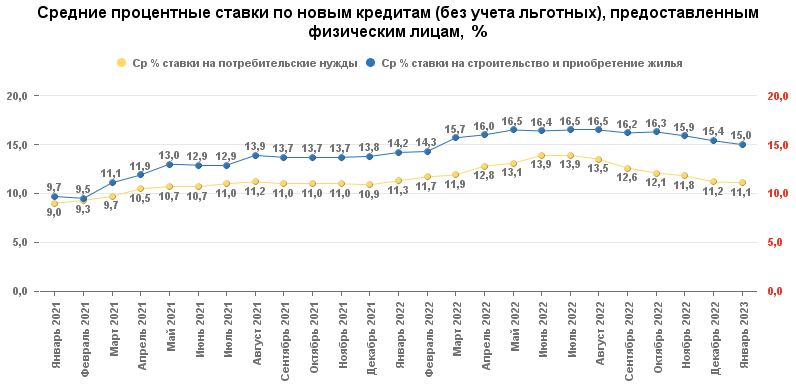 Средние процентные ставки по новым кредитам (без учета льготных), предоставленным
физическим лицам, %
Ср % ставки на потребительские нужды
Ср % ставки на строительство и приобретение жилья
20,0
15,0
10,0
5,0
0,0
20,0
15,0
10,0
5,0
0,0
9,7 9,5 11,1 11,9 13,0 12,9 12,9 13,9 13,7 13,7 13,7 13,8 14,2 14,3 15,7 16,0 16,5 16,4 16,5 16,5 16,2 16,3 15,9 15,4 15,0
9,0 9,3 9,7 10,5 10,7 10,7 11,0 11,2 11,0 11,0 11,0 10,9 11,3 11,7 11,9 12,8 13,1 13,9 13,9 13,5 12,6 12,1 11,8 11,2 11,1
Январь 2021
Февраль 2021
Март 2021
Апрель 2021
Май 2021
Июнь 2021
Июль 2021
Август 2021
Сентябрь 2021
Октябрь 2021
Ноябрь 2021
Декабрь 2021
Январь 2022
Февраль 2022
Март 2022
Апрель 2022
Май 2022
Июнь 2022
Июль 2022
Август 2022
Сентябрь 2022
Октябрь 2022
Ноябрь 2022
Декабрь 2022
Январь 2023